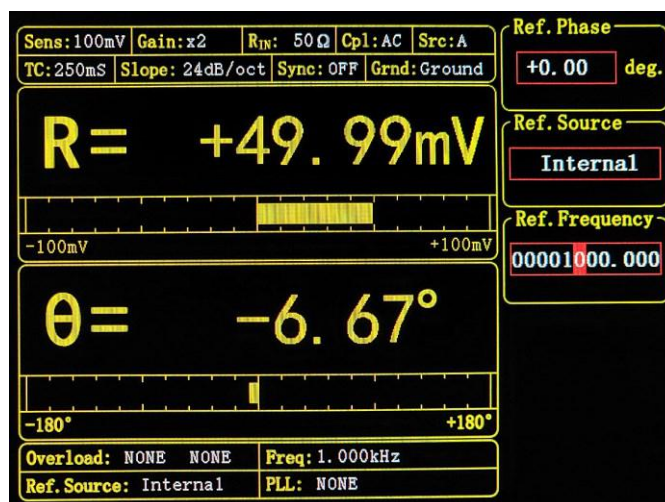 Sens:100mV Gain:x2 RIN: 50Ω Cpl:AC Src:A
TC:250mS Slope: 24dB/oct Sync: OFF Grnd:Ground
R= +49.99mV
-100mV +100mV
θ= -6.67°
-180° +180°
Overload: NONE NONE Freq:1.000kHz
Ref.Source: Internal PLL: NONE
Ref.Phase
+0.00 deg.
Ref.Source
Internal
Ref.Frequency
00001000.000